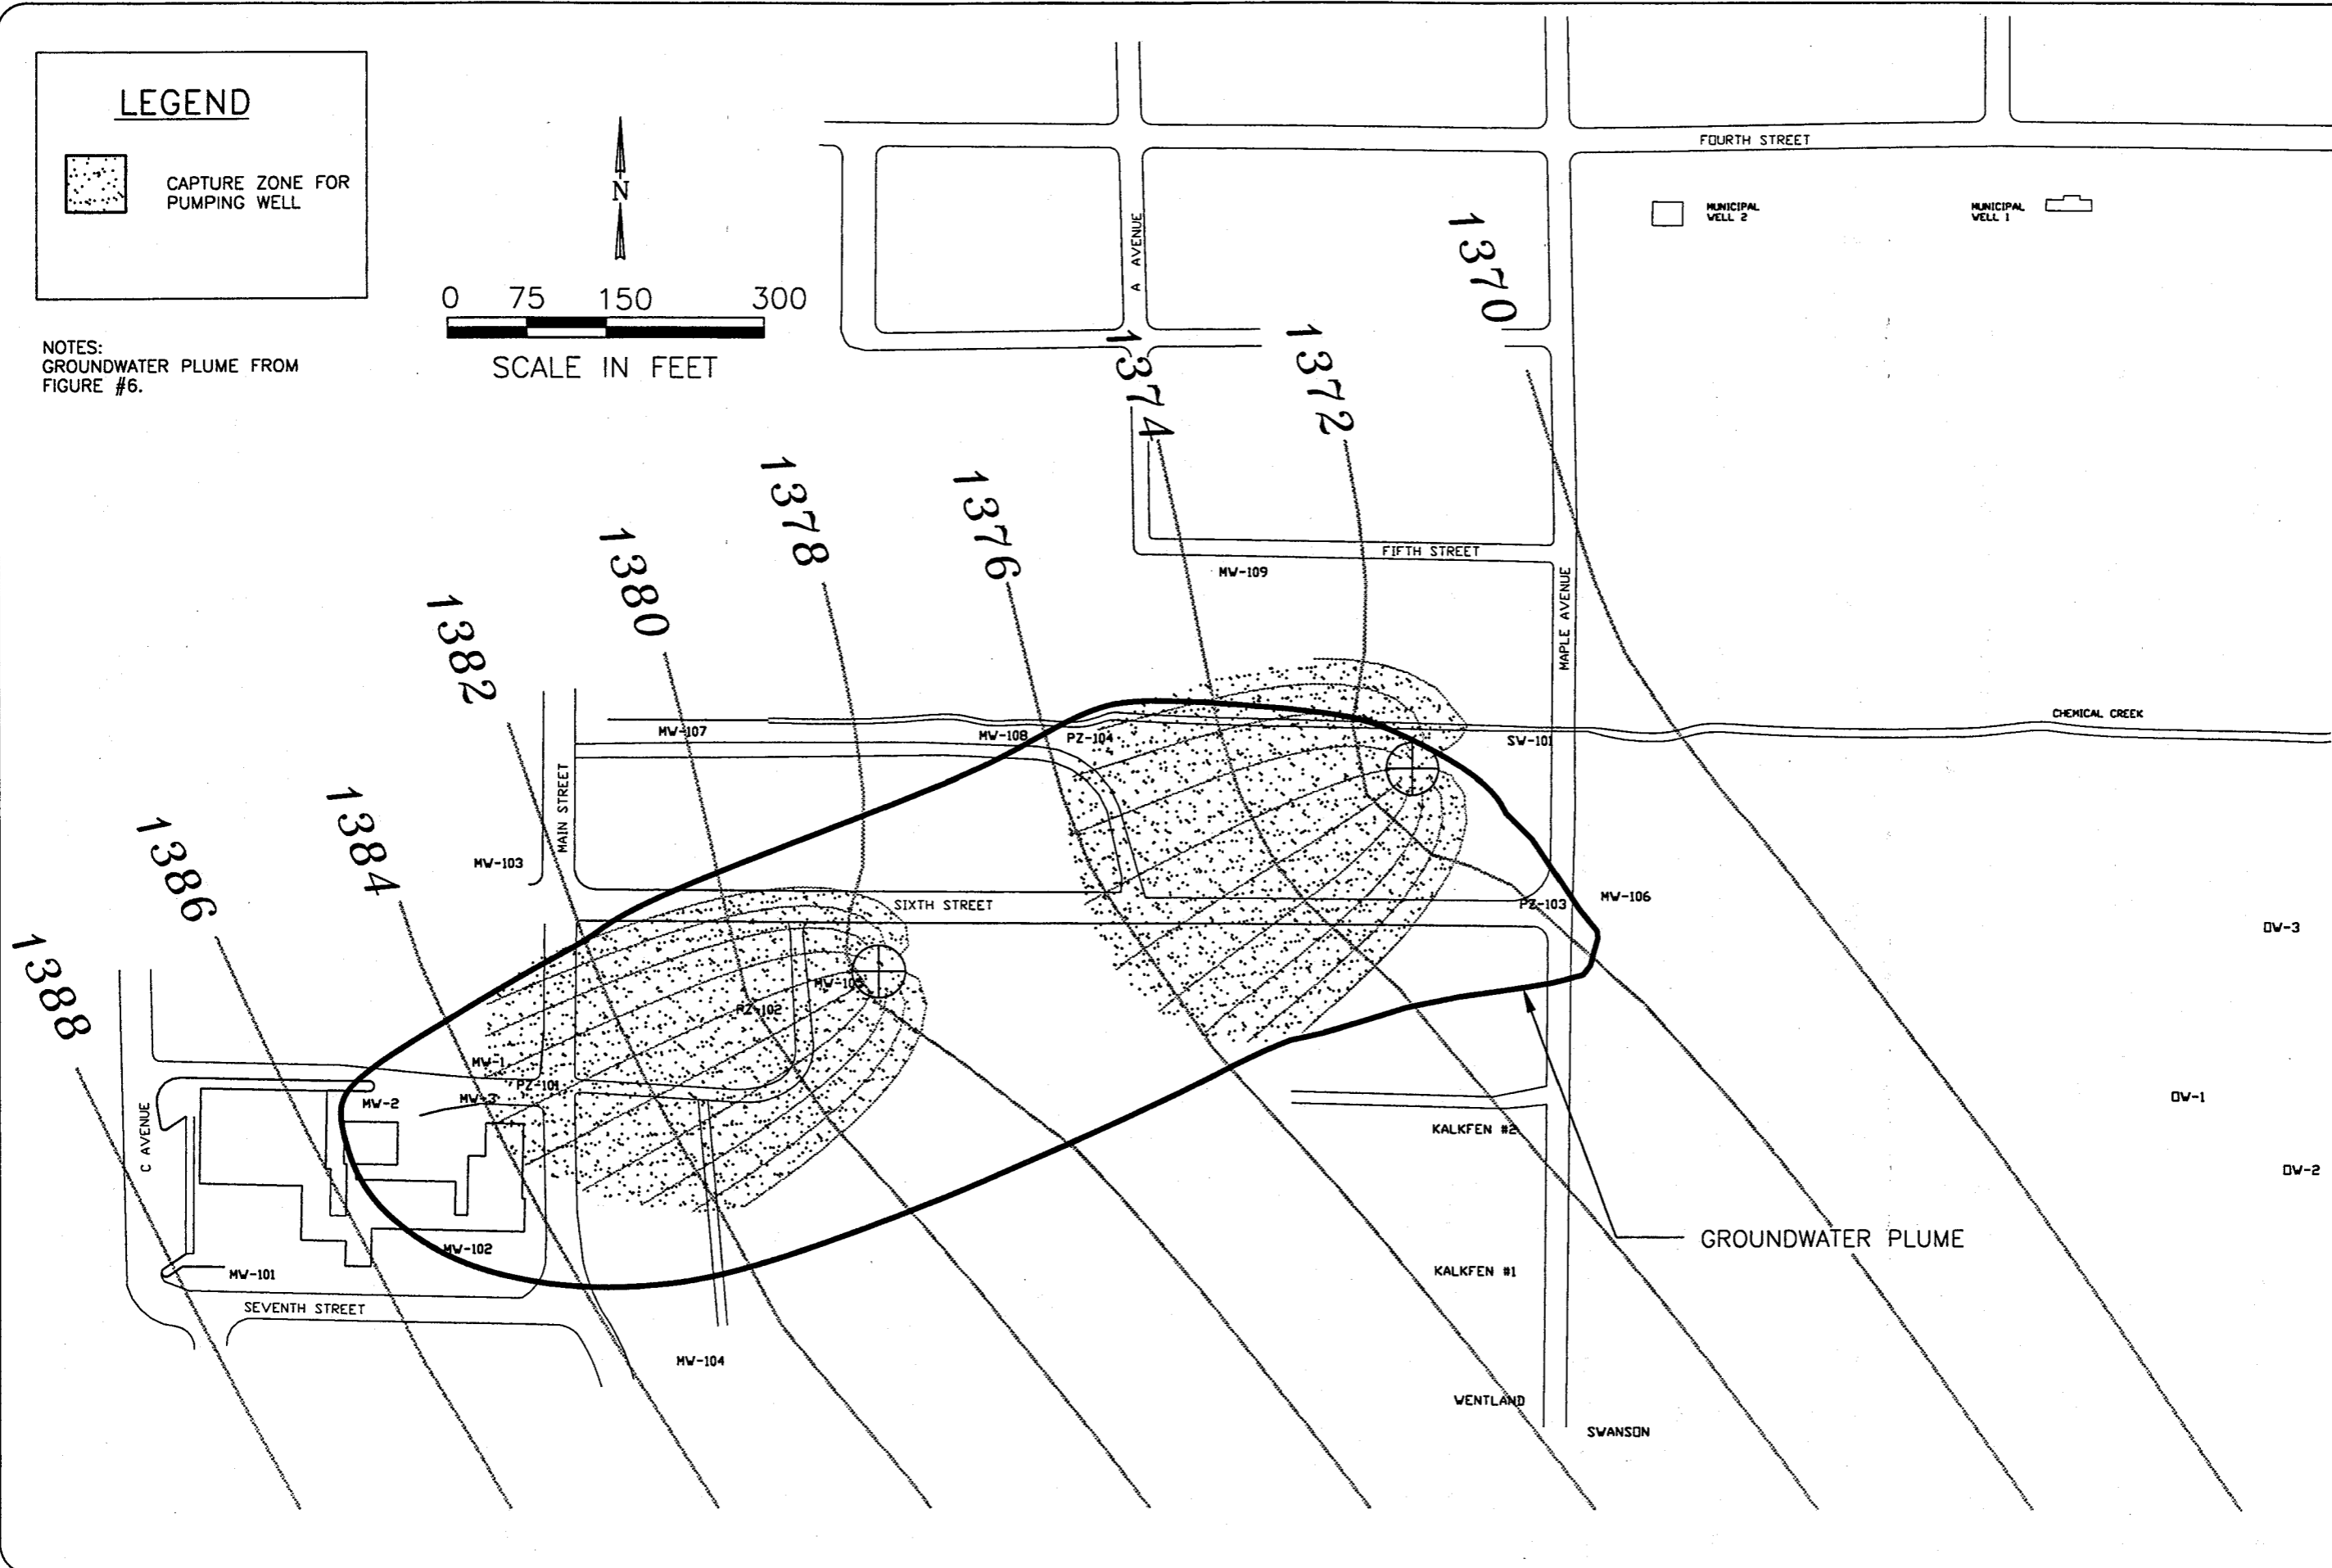 LEGEND
CAPTURE ZONE FOR
PUMPING WELL
NOTES:
GROUNDWATER PLUME FROM
FIGURE #6.
N
0 75 150 300
SCALE IN FEET
FOURTH STREET
MUNICIPAL
WELL 2
MUNICIPAL
WELL 1
A AVENUE
1370
1372
1374
1376
1378
1380
1382
1384
1386
1388
FIFTH STREET
MW-109
MAPLE AVENUE
CHEMICAL CREEK
MW-107
MW-108
PZ-104
SW-101
MAIN STREET
MW-103
SIXTH STREET
PZ-103
MW-106
OW-3
MW-105
PZ-102
MW-1
PZ-101
MW-2
MW-3
C AVENUE
OW-1
KALKFEN #2
OW-2
GROUNDWATER PLUME
MW-102
MW-101
KALKFEN #1
SEVENTH STREET
MW-104
WENTLAND
SWANSON